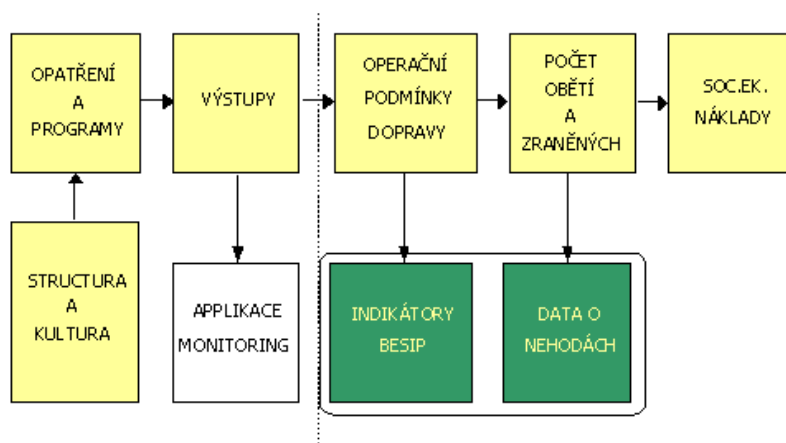 OPATŘENÍ
A
PROGRAMY
VÝSTUPY
OPERAČNÍ
PODMÍNKY
DOPRAVY
POČET
OBĚTÍ
A
ZRANĚNÝCH
SOC.EK.
NÁKLADY
STRUCTURA
A
KULTURA
APPLIKACE
MONITORING
INDIKÁTORY
BESIP
DATA O
NEHODÁCH